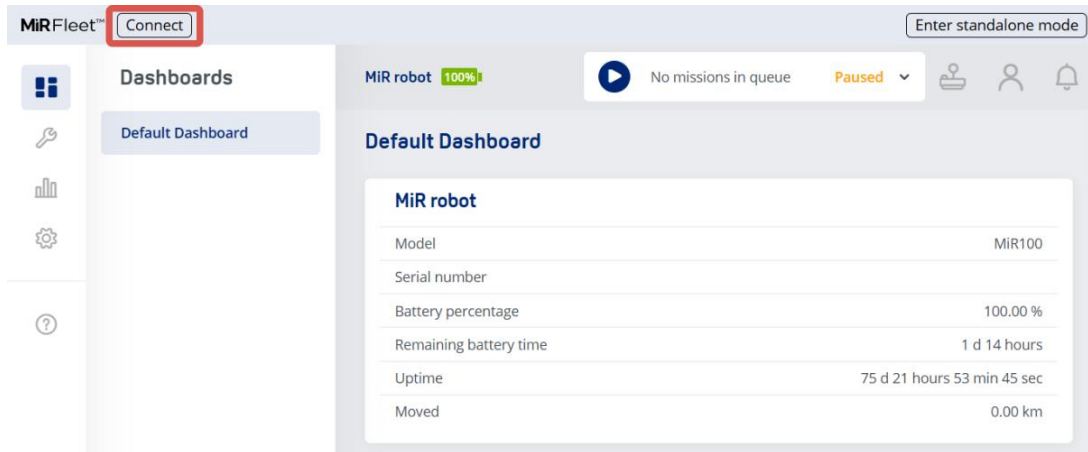 MiRFleet™ Connect Enter standalone mode
Dashboards
Default Dashboard
MiR robot 100% No missions in queue Paused
Default Dashboard
MiR robot
Model MiR100
Serial number
Battery percentage 100.00 %
Remaining battery time 1 d 14 hours
Uptime 75 d 21 hours 53 min 45 sec
Moved 0.00 km